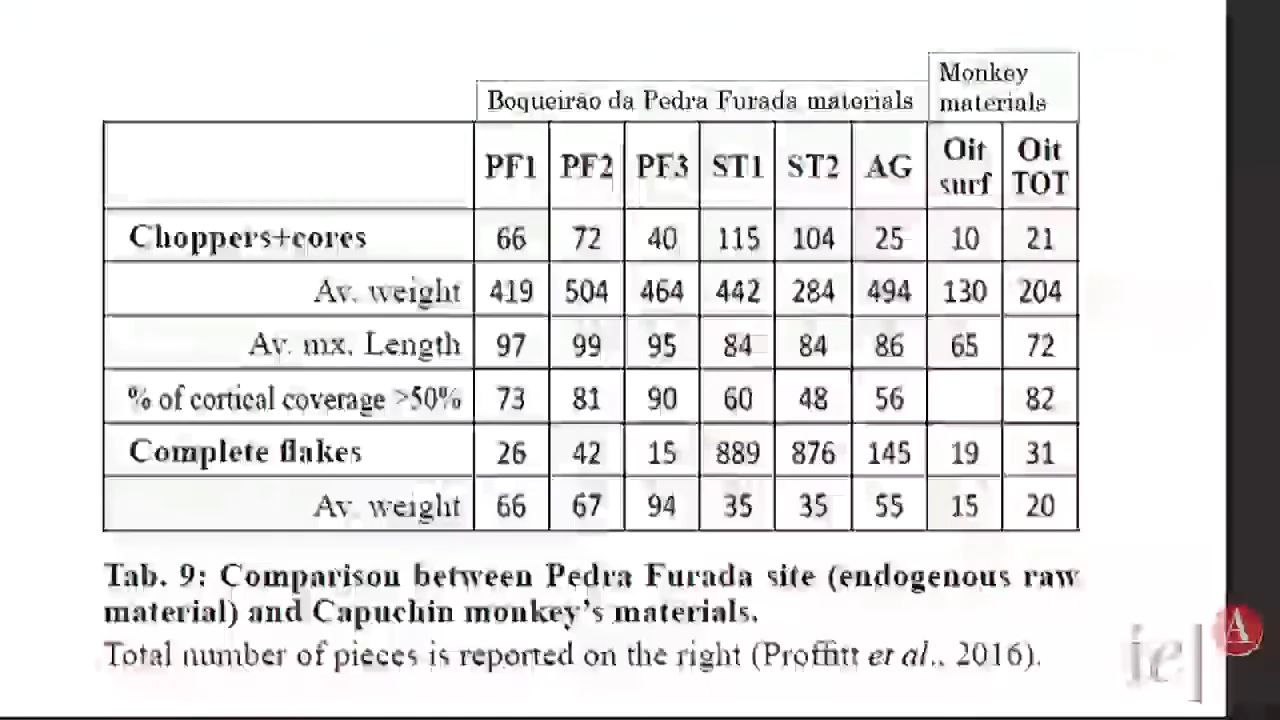 Monkey
materials
Boqueirão da Pedra Furada materials
PF1 PF2 PF3 ST1 ST2 AG Oit surf Oit TOT
Choppers+cores 66 72 40 115 104 25 10 21
Av. weight 419 504 464 442 284 494 130 204
Av. mx. Length 97 99 95 84 84 86 65 72
% of cortical coverage >50% 73 81 90 60 48 56 82
Complete flakes 26 42 15 889 876 145 19 31
Av. weight 66 67 94 35 35 55 15 20
Tab. 9: Comparison between Pedra Furada site (endogenous raw
material) and Capuchin monkey's materials.
Total number of pieces is reported on the right (Proffitt et al., 2016).
ie| A